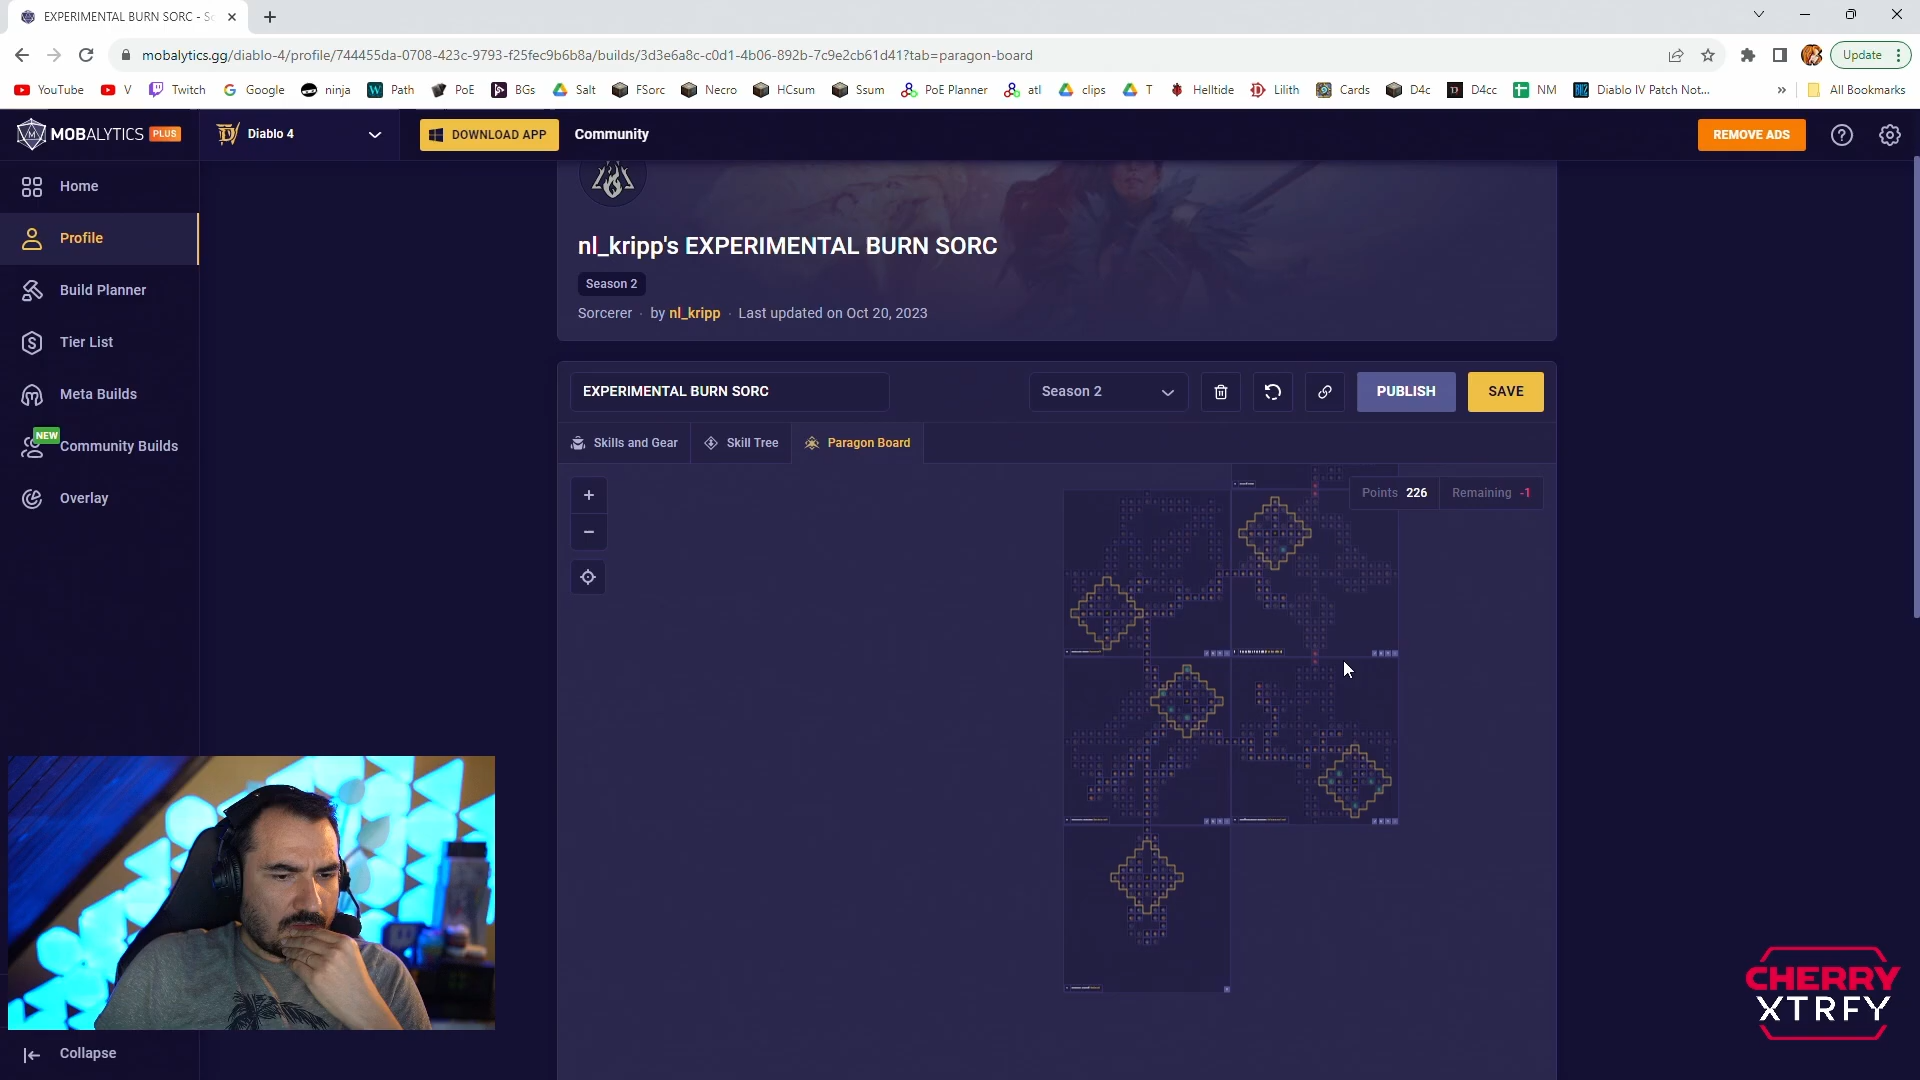 EXPERIMENTAL BURN SORC - So
mobalytics.gg/diablo-4/profile/744455da-0708-423c-9793-f25fec9b6b8a/builds/3d3e6a8c-c0d1-4b06-892b-7c9e2cb61d41?tab=paragon-board
Update
YouTube V Twitch Google ninja Path PoE BGs Salt FSorc Necro HCsum Ssum PoE Planner atl clips T Helltide Lilith Cards D4c D4cc NM Diablo IV Patch Not... » All Bookmarks
MOBALYTICS PLUS
Diablo 4
DOWNLOAD APP
Community
REMOVE ADS
Home
Profile
Build Planner
Tier List
Meta Builds
NEW
Community Builds
Overlay
Collapse
nl_kripp's EXPERIMENTAL BURN SORC
Season 2
Sorcerer · by nl_kripp · Last updated on Oct 20, 2023
EXPERIMENTAL BURN SORC
Season 2
PUBLISH
SAVE
Skills and Gear
Skill Tree
Paragon Board
Points 226
Remaining -1
CHERRY
XTRFY